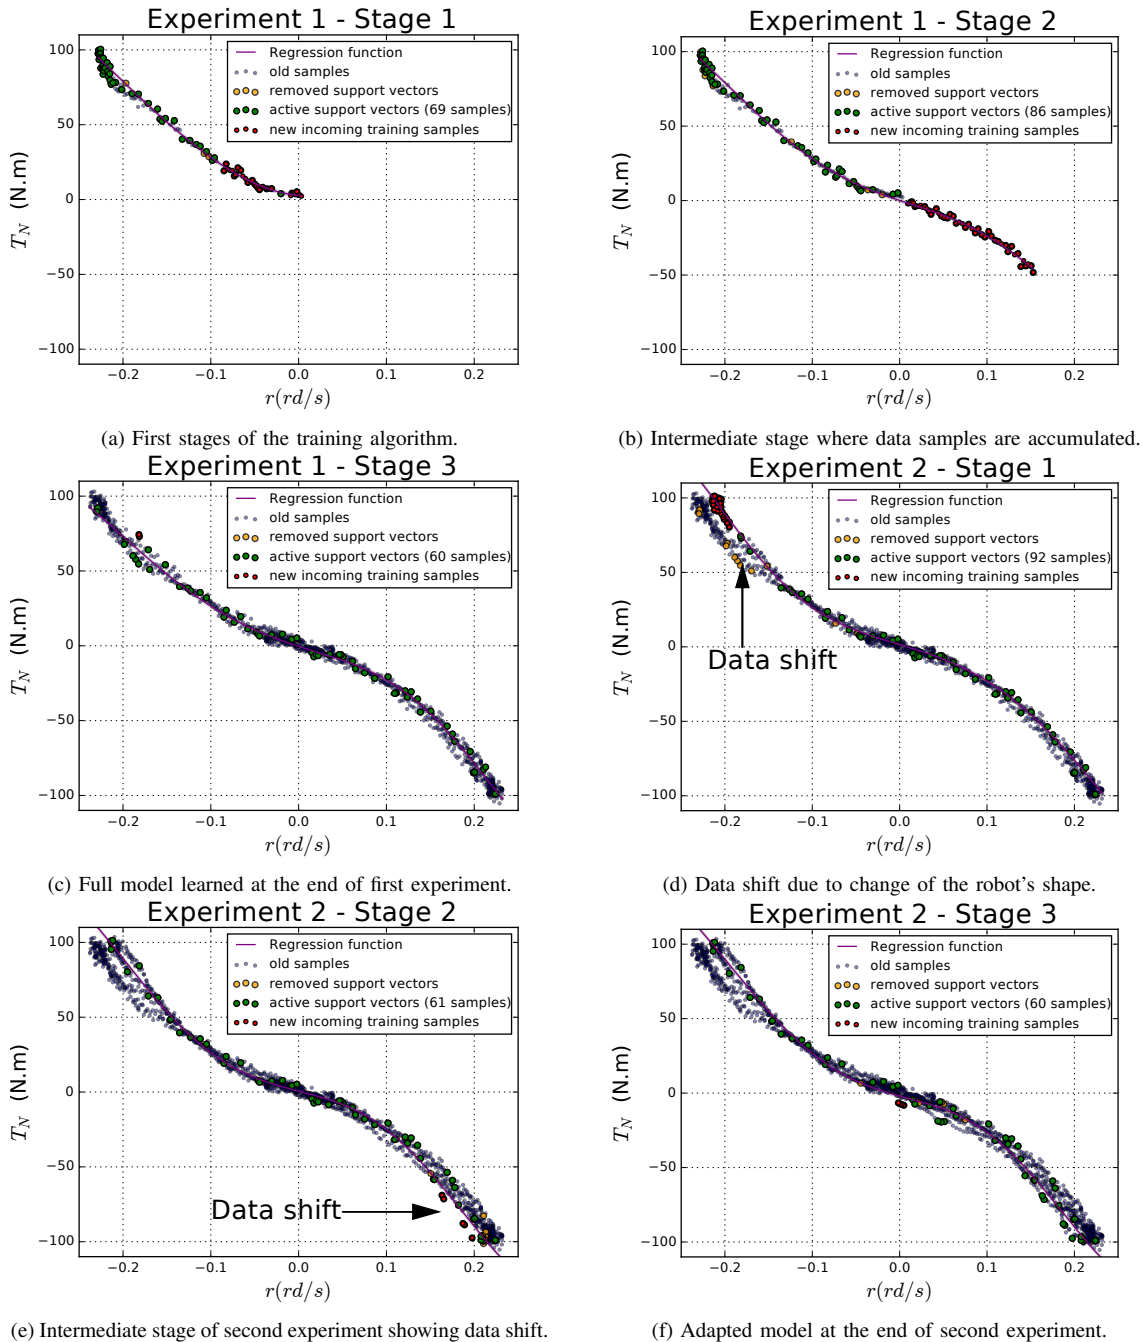 Experiment 1 - Stage 1
100
50
0
−50
−100
T_N (N.m)
Regression function
old samples
removed support vectors
active support vectors (69 samples)
new incoming training samples
−0.2 −0.1 0.0 0.1 0.2
r(rd/s)
(a) First stages of the training algorithm.
Experiment 1 - Stage 2
100
50
0
−50
−100
T_N (N.m)
Regression function
old samples
removed support vectors
active support vectors (86 samples)
new incoming training samples
−0.2 −0.1 0.0 0.1 0.2
r(rd/s)
(b) Intermediate stage where data samples are accumulated.
Experiment 1 - Stage 3
100
50
0
−50
−100
T_N (N.m)
Regression function
old samples
removed support vectors
active support vectors (60 samples)
new incoming training samples
−0.2 −0.1 0.0 0.1 0.2
r(rd/s)
(c) Full model learned at the end of first experiment.
Experiment 2 - Stage 1
100
50
0
−50
−100
T_N (N.m)
Regression function
old samples
removed support vectors
active support vectors (92 samples)
new incoming training samples
Data shift
−0.2 −0.1 0.0 0.1 0.2
r(rd/s)
(d) Data shift due to change of the robot's shape.
Experiment 2 - Stage 2
100
50
0
−50
−100
T_N (N.m)
Regression function
old samples
removed support vectors
active support vectors (61 samples)
new incoming training samples
Data shift
−0.2 −0.1 0.0 0.1 0.2
r(rd/s)
(e) Intermediate stage of second experiment showing data shift.
Experiment 2 - Stage 3
100
50
0
−50
−100
T_N (N.m)
Regression function
old samples
removed support vectors
active support vectors (60 samples)
new incoming training samples
−0.2 −0.1 0.0 0.1 0.2
r(rd/s)
(f) Adapted model at the end of second experiment.